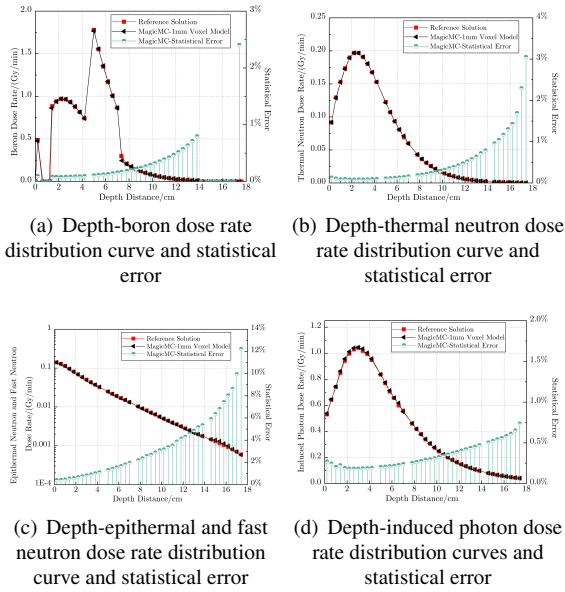 2.0
1.5
1.0
0.5
0.0
Boron Dose Rate/(Gy/min)
3%
2%
1%
0%
Statistical Error
Reference Solution
MagicMC-1mm Voxel Model
MagicMC-Statistical Error
0 2 4 6 8 10 12 14 16 18
Depth Distance/cm
(a) Depth-boron dose rate
distribution curve and statistical
error
0.25
0.20
0.15
0.10
0.05
0.00
Thermal Neutron Dose Rate/(Gy/min)
4%
3%
2%
1%
0%
Statistical Error
Reference Solution
MagicMC-1mm Voxel Model
MagicMC-Statistical Error
0 2 4 6 8 10 12 14 16 18
Depth Distance/cm
(b) Depth-thermal neutron dose
rate distribution curve and
statistical error
1
0.1
0.01
0.001
1E-4
Epithermal Neutron and Fast Neutron
Dose Rate/(Gy/min)
14%
12%
10%
8%
6%
4%
2%
0%
Statistical Error
Reference Solution
MagicMC-1mm Voxel Model
MagicMC-Statistical Error
0 2 4 6 8 10 12 14 16 18
Depth Distance/cm
(c) Depth-epithermal and fast
neutron dose rate distribution
curve and statistical error
1.2
1.0
0.8
0.6
0.4
0.2
0.0
Induced Photon Dose Rate/(Gy/min)
2.0%
1.5%
1.0%
0.5%
0.0%
Statistical Error
Reference Solution
MagicMC-1mm Voxel Model
MagicMC-Statistical Error
0 2 4 6 8 10 12 14 16 18
Depth Distance/cm
(d) Depth-induced photon dose
rate distribution curves and
statistical error